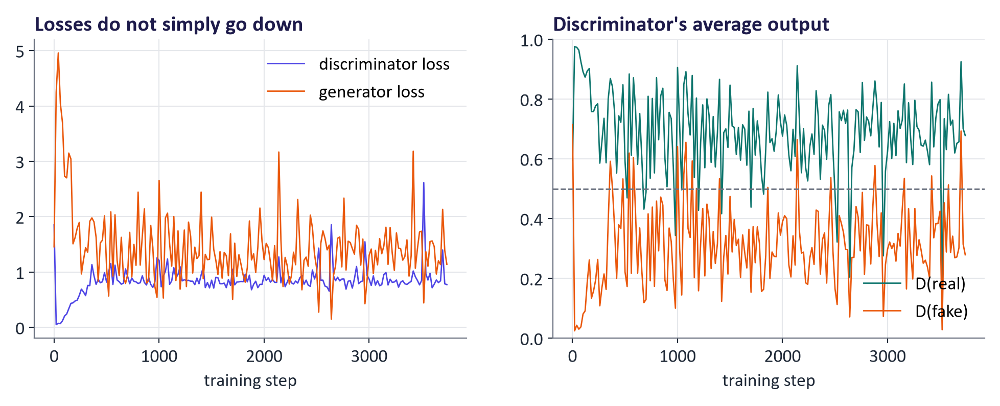 Losses do not simply go down
5
4
3
2
1
0
discriminator loss
generator loss
0 1000 2000 3000
training step
Discriminator's average output
1.0
0.8
0.6
0.4
0.2
0.0
D(real)
D(fake)
0 1000 2000 3000
training step